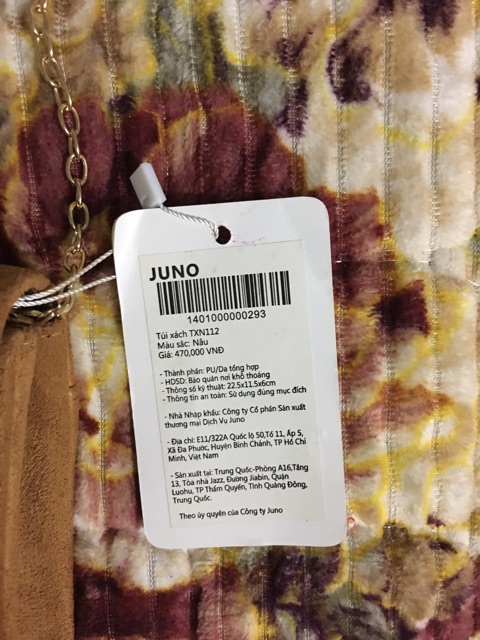 JUNO
1401000000293
Túi xách TXN112
Màu sắc: Nâu
Giá: 470,000 VNĐ
- Thành phần: PU/Da tổng hợp
- HDSD: Bảo quản nơi khô thoáng
- Thông số kỹ thuật: 22.5x11.5x6cm
- Thông tin an toàn: Sử dụng đúng mục đích
- Nhà Nhập khẩu: Công ty Cổ phần Sản xuất
thương mại Dịch Vụ Juno
- Địa chỉ: E11/322A Quốc lộ 50,Tổ 11, Ấp 5,
Xã Đa Phước, Huyện Bình Chánh, TP Hồ Chí
Minh, Việt Nam
- Sản xuất tại: Trung Quốc-Phòng A16,Tầng
13, Tòa nhà Jazz, Đường Jiabin, Quận
Luohu, TP Thẩm Quyến, Tỉnh Quảng Đông,
Trung Quốc.
Theo ủy quyền của Công ty Juno